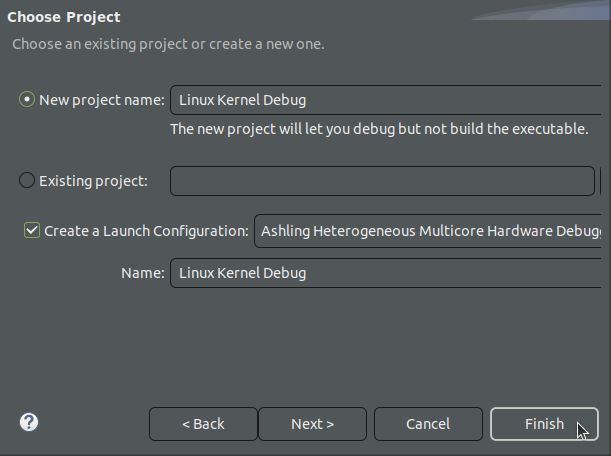 Choose Project
Choose an existing project or create a new one.
New project name: Linux Kernel Debug
The new project will let you debug but not build the executable.
Existing project:
Create a Launch Configuration: Ashling Heterogeneous Multicore Hardware Debugg
Name: Linux Kernel Debug
? < Back Next > Cancel Finish